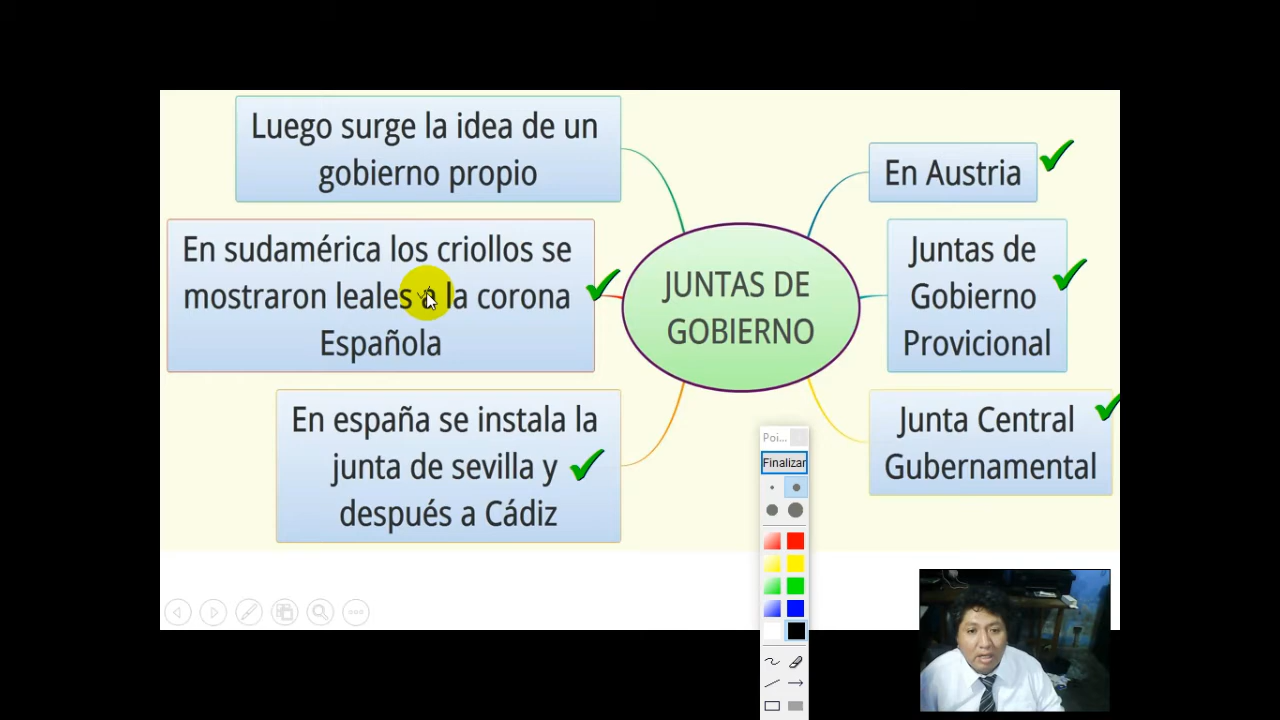 Luego surge la idea de un
gobierno propio
En sudamérica los criollos se
mostraron leales a la corona
Española
En españa se instala la
junta de sevilla y
después a Cádiz
JUNTAS DE
GOBIERNO
En Austria
Juntas de
Gobierno
Provicional
Junta Central
Gubernamental
Poi...
Finalizar